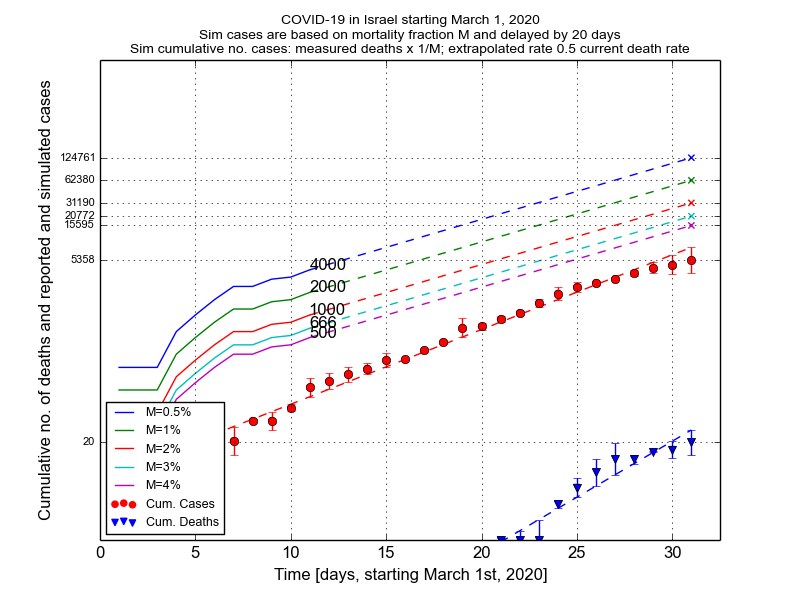 COVID-19 in Israel starting March 1, 2020
Sim cases are based on mortality fraction M and delayed by 20 days
Sim cumulative no. cases: measured deaths x 1/M; extrapolated rate 0.5 current death rate
Cumulative no. of deaths and reported and simulated cases
124761
62380
31190
20772
15595
5358
20
4000
2000
1000
666
500
M=0.5%
M=1%
M=2%
M=3%
M=4%
Cum. Cases
Cum. Deaths
0 5 10 15 20 25 30
Time [days, starting March 1st, 2020]